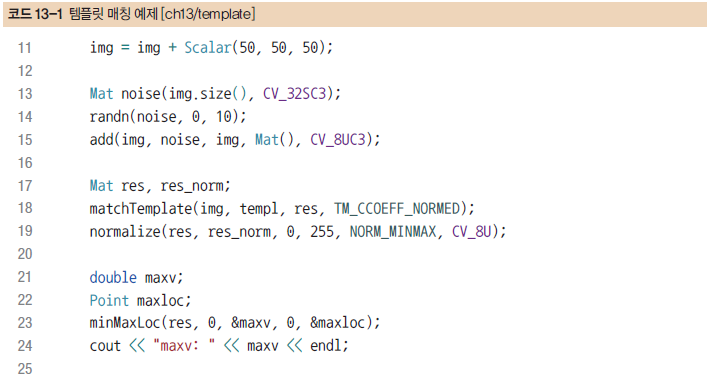 코드 13-1 템플릿 매칭 예제 [ch13/template]
11 img = img + Scalar(50, 50, 50);
12
13 Mat noise(img.size(), CV_32SC3);
14 randn(noise, 0, 10);
15 add(img, noise, img, Mat(), CV_8UC3);
16
17 Mat res, res_norm;
18 matchTemplate(img, templ, res, TM_CCOEFF_NORMED);
19 normalize(res, res_norm, 0, 255, NORM_MINMAX, CV_8U);
20
21 double maxv;
22 Point maxloc;
23 minMaxLoc(res, 0, &maxv, 0, &maxloc);
24 cout << "maxv: " << maxv << endl;
25